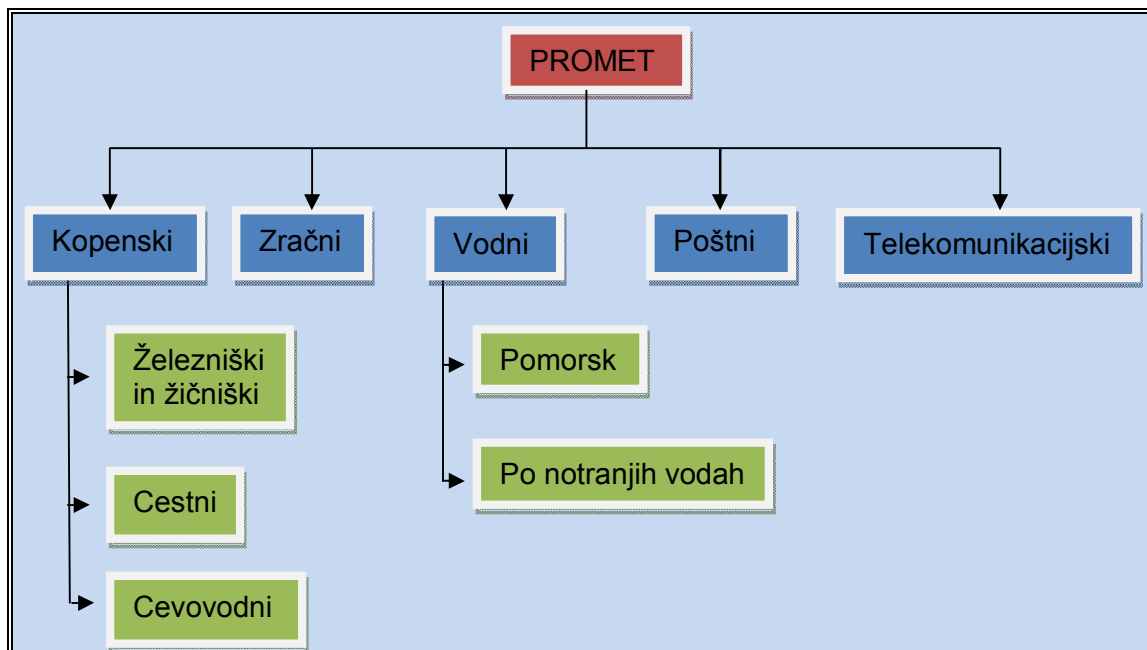 PROMET
Kopenski
Zračni
Vodni
Poštni
Telekomunikacijski
Železniški
in žičniški
Cestni
Cevovodni
Pomorsk
Po notranjih vodah